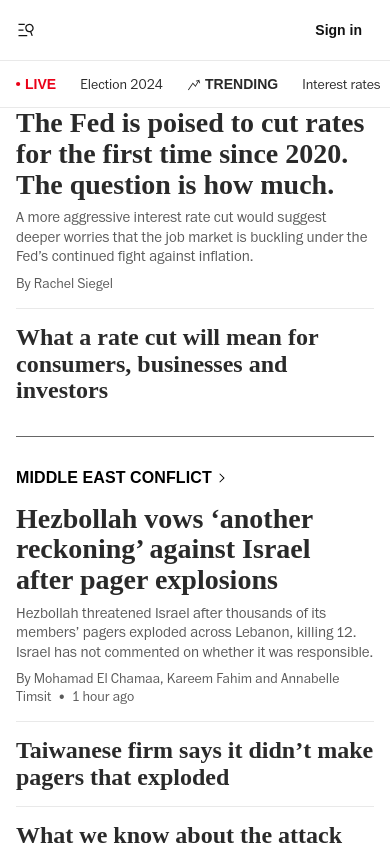 Sign in
LIVE
Election 2024
TRENDING
Interest rates
The Fed is poised to cut rates
for the first time since 2020.
The question is how much.
A more aggressive interest rate cut would suggest
deeper worries that the job market is buckling under the
Fed’s continued fight against inflation.
By Rachel Siegel
What a rate cut will mean for
consumers, businesses and
investors
MIDDLE EAST CONFLICT
Hezbollah vows ‘another
reckoning’ against Israel
after pager explosions
Hezbollah threatened Israel after thousands of its
members’ pagers exploded across Lebanon, killing 12.
Israel has not commented on whether it was responsible.
By Mohamad El Chamaa, Kareem Fahim and Annabelle
Timsit • 1 hour ago
Taiwanese firm says it didn’t make
pagers that exploded
What we know about the attack